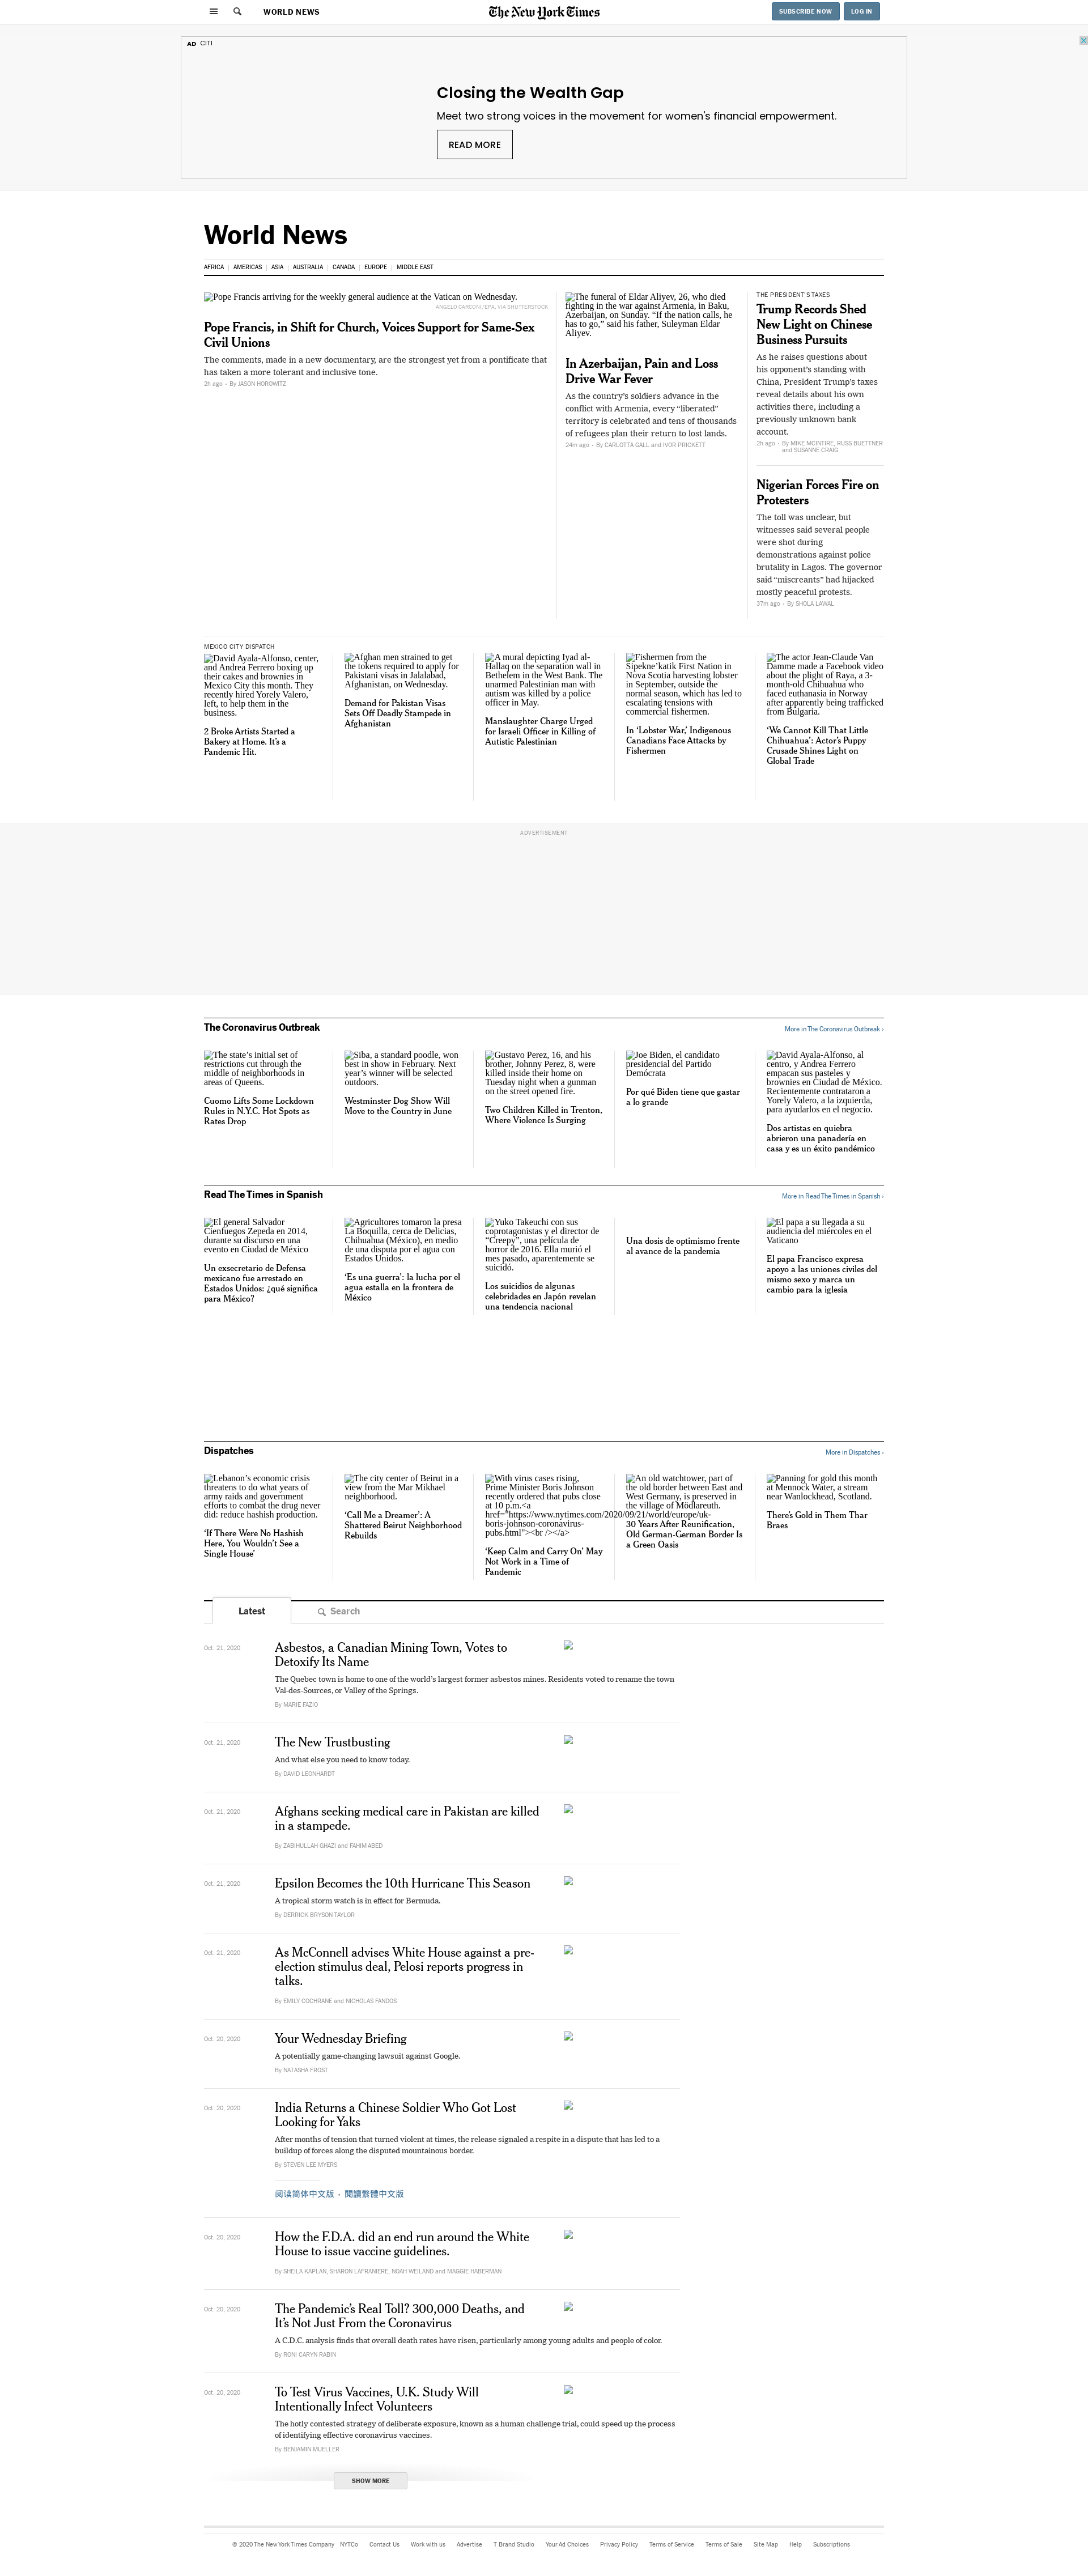 WORLD NEWS
The New York Times
SUBSCRIBE NOW
LOG IN
AD CITI
Closing the Wealth Gap
Meet two strong voices in the movement for women's financial empowerment.
READ MORE
World News
AFRICA | AMERICAS | ASIA | AUSTRALIA | CANADA | EUROPE | MIDDLE EAST
Pope Francis arriving for the weekly general audience at the Vatican on Wednesday.
ANGELO CARCONI/EPA, VIA SHUTTERSTOCK
Pope Francis, in Shift for Church, Voices Support for Same-Sex
Civil Unions
The comments, made in a new documentary, are the strongest yet from a pontificate that
has taken a more tolerant and inclusive tone.
2h ago · By JASON HOROWITZ
The funeral of Eldar Aliyev, 26, who died
fighting in the war against Armenia, in Baku,
Azerbaijan, on Sunday. “If the nation calls, he
has to go,” said his father, Suleyman Eldar
Aliyev.
In Azerbaijan, Pain and Loss
Drive War Fever
As the country’s soldiers advance in the
conflict with Armenia, every “liberated”
territory is celebrated and tens of thousands
of refugees plan their return to lost lands.
24m ago · By CARLOTTA GALL and IVOR PRICKETT
THE PRESIDENT’S TAXES
Trump Records Shed
New Light on Chinese
Business Pursuits
As he raises questions about
his opponent’s standing with
China, President Trump’s taxes
reveal details about his own
activities there, including a
previously unknown bank
account.
2h ago · By MIKE MCINTIRE, RUSS BUETTNER
and SUSANNE CRAIG
Nigerian Forces Fire on
Protesters
The toll was unclear, but
witnesses said several people
were shot during
demonstrations against police
brutality in Lagos. The governor
said “miscreants” had hijacked
mostly peaceful protests.
37m ago · By SHOLA LAWAL
MEXICO CITY DISPATCH
David Ayala-Alfonso, center,
and Andrea Ferrero boxing up
their cakes and brownies in
Mexico City this month. They
recently hired Yorely Valero,
left, to help them in the
business.
2 Broke Artists Started a
Bakery at Home. It’s a
Pandemic Hit.
Afghan men strained to get
the tokens required to apply for
Pakistani visas in Jalalabad,
Afghanistan, on Wednesday.
Demand for Pakistan Visas
Sets Off Deadly Stampede in
Afghanistan
A mural depicting Iyad al-
Hallaq on the separation wall in
Bethelem in the West Bank. The
unarmed Palestinian man with
autism was killed by a police
officer in May.
Manslaughter Charge Urged
for Israeli Officer in Killing of
Autistic Palestinian
Fishermen from the
Sipekne’katik First Nation in
Nova Scotia harvesting lobster
in September, outside the
normal season, which has led to
escalating tensions with
commercial fishermen.
In ‘Lobster War,’ Indigenous
Canadians Face Attacks by
Fishermen
The actor Jean-Claude Van
Damme made a Facebook video
about the plight of Raya, a 3-
month-old Chihuahua who
faced euthanasia in Norway
after apparently being trafficked
from Bulgaria.
‘We Cannot Kill That Little
Chihuahua’: Actor’s Puppy
Crusade Shines Light on
Global Trade
ADVERTISEMENT
The Coronavirus Outbreak
More in The Coronavirus Outbreak ›
The state’s initial set of
restrictions cut through the
middle of neighborhoods in
areas of Queens.
Cuomo Lifts Some Lockdown
Rules in N.Y.C. Hot Spots as
Rates Drop
Siba, a standard poodle, won
best in show in February. Next
year’s winner will be selected
outdoors.
Westminster Dog Show Will
Move to the Country in June
Gustavo Perez, 16, and his
brother, Johnny Perez, 8, were
killed inside their home on
Tuesday night when a gunman
on the street opened fire.
Two Children Killed in Trenton,
Where Violence Is Surging
Joe Biden, el candidato
presidencial del Partido
Demócrata
Por qué Biden tiene que gastar
a lo grande
David Ayala-Alfonso, al
centro, y Andrea Ferrero
empacan sus pasteles y
brownies en Ciudad de México.
Recientemente contrataron a
Yorely Valero, a la izquierda,
para ayudarlos en el negocio.
Dos artistas en quiebra
abrieron una panadería en
casa y es un éxito pandémico
Read The Times in Spanish
More in Read The Times in Spanish ›
El general Salvador
Cienfuegos Zepeda en 2014,
durante su discurso en una
evento en Ciudad de México
Un exsecretario de Defensa
mexicano fue arrestado en
Estados Unidos: ¿qué significa
para México?
Agricultores tomaron la presa
La Boquilla, cerca de Delicias,
Chihuahua (México), en medio
de una disputa por el agua con
Estados Unidos.
‘Es una guerra’: la lucha por el
agua estalla en la frontera de
México
Yuko Takeuchi con sus
coprotagonistas y el director de
“Creepy”, una película de
horror de 2016. Ella murió el
mes pasado, aparentemente se
suicidó.
Los suicidios de algunas
celebridades en Japón revelan
una tendencia nacional
Una dosis de optimismo frente
al avance de la pandemia
El papa a su llegada a su
audiencia del miércoles en el
Vaticano
El papa Francisco expresa
apoyo a las uniones civiles del
mismo sexo y marca un
cambio para la iglesia
Dispatches
More in Dispatches ›
Lebanon’s economic crisis
threatens to do what years of
army raids and government
efforts to combat the drug never
did: reduce hashish production.
‘If There Were No Hashish
Here, You Wouldn’t See a
Single House’
The city center of Beirut in a
view from the Mar Mikhael
neighborhood.
‘Call Me a Dreamer’: A
Shattered Beirut Neighborhood
Rebuilds
With virus cases rising,
Prime Minister Boris Johnson
recently ordered that pubs close
at 10 p.m.<a
href="https://www.nytimes.com/2020/09/21/world/europe/uk-
boris-johnson-coronavirus-
pubs.html"><br /></a>
‘Keep Calm and Carry On’ May
Not Work in a Time of
Pandemic
An old watchtower, part of
the old border between East and
West Germany, is preserved in
the village of Mödlareuth.
30 Years After Reunification,
Old German-German Border Is
a Green Oasis
Panning for gold this month
at Mennock Water, a stream
near Wanlockhead, Scotland.
There’s Gold in Them Thar
Braes
Latest
Search
Oct. 21, 2020
Asbestos, a Canadian Mining Town, Votes to
Detoxify Its Name
The Quebec town is home to one of the world’s largest former asbestos mines. Residents voted to rename the town
Val-des-Sources, or Valley of the Springs.
By MARIE FAZIO
Oct. 21, 2020
The New Trustbusting
And what else you need to know today.
By DAVID LEONHARDT
Oct. 21, 2020
Afghans seeking medical care in Pakistan are killed
in a stampede.
By ZABIHULLAH GHAZI and FAHIM ABED
Oct. 21, 2020
Epsilon Becomes the 10th Hurricane This Season
A tropical storm watch is in effect for Bermuda.
By DERRICK BRYSON TAYLOR
Oct. 21, 2020
As McConnell advises White House against a pre-
election stimulus deal, Pelosi reports progress in
talks.
By EMILY COCHRANE and NICHOLAS FANDOS
Oct. 20, 2020
Your Wednesday Briefing
A potentially game-changing lawsuit against Google.
By NATASHA FROST
Oct. 20, 2020
India Returns a Chinese Soldier Who Got Lost
Looking for Yaks
After months of tension that turned violent at times, the release signaled a respite in a dispute that has led to a
buildup of forces along the disputed mountainous border.
By STEVEN LEE MYERS
阅读简体中文版 · 閱讀繁體中文版
Oct. 20, 2020
How the F.D.A. did an end run around the White
House to issue vaccine guidelines.
By SHEILA KAPLAN, SHARON LAFRANIERE, NOAH WEILAND and MAGGIE HABERMAN
Oct. 20, 2020
The Pandemic’s Real Toll? 300,000 Deaths, and
It’s Not Just From the Coronavirus
A C.D.C. analysis finds that overall death rates have risen, particularly among young adults and people of color.
By RONI CARYN RABIN
Oct. 20, 2020
To Test Virus Vaccines, U.K. Study Will
Intentionally Infect Volunteers
The hotly contested strategy of deliberate exposure, known as a human challenge trial, could speed up the process
of identifying effective coronavirus vaccines.
By BENJAMIN MUELLER
SHOW MORE
© 2020 The New York Times Company NYTCo Contact Us Work with us Advertise T Brand Studio Your Ad Choices Privacy Policy Terms of Service Terms of Sale Site Map Help Subscriptions